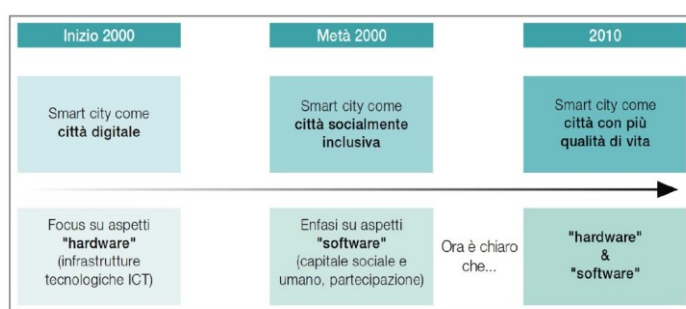 Inizio 2000
Metà 2000
2010
Smart city come
città digitale
Smart city come
città socialmente
inclusiva
Smart city come
città con più
qualità di vita
Focus su aspetti
"hardware"
(infrastrutture
tecnologiche ICT)
Enfasi su aspetti
"software"
(capitale sociale e
umano, partecipazione)
Ora è chiaro
che...
"hardware"
&
"software"